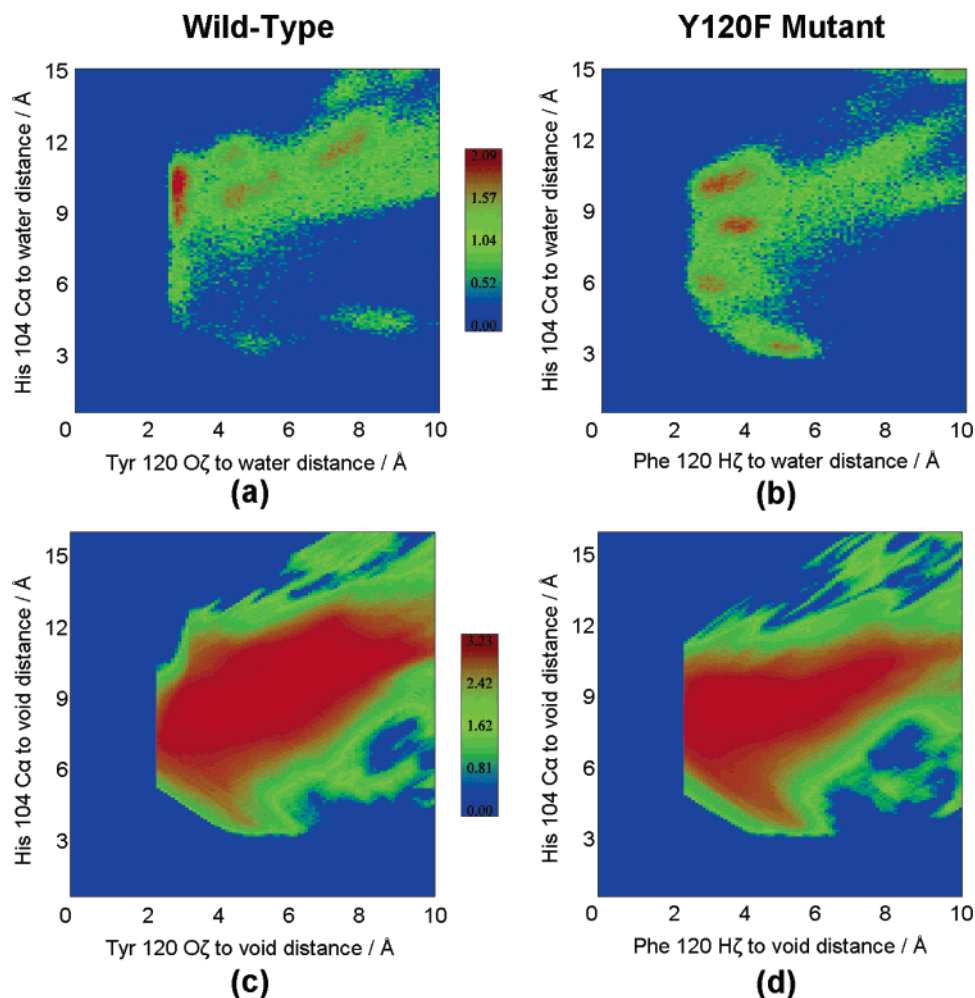 Wild-Type
Y120F Mutant
His 104 Cα to water distance / Å
15
12
9
6
3
0 2 4 6 8 10
Tyr 120 Oζ to water distance / Å
(a)
2.09
1.57
1.04
0.52
0.00
His 104 Cα to water distance / Å
15
12
9
6
3
0 2 4 6 8 10
Phe 120 Hζ to water distance / Å
(b)
His 104 Cα to void distance / Å
15
12
9
6
3
0 2 4 6 8 10
Tyr 120 Oζ to void distance / Å
(c)
3.23
2.42
1.62
0.81
0.00
His 104 Cα to void distance / Å
15
12
9
6
3
0 2 4 6 8 10
Phe 120 Hζ to void distance / Å
(d)